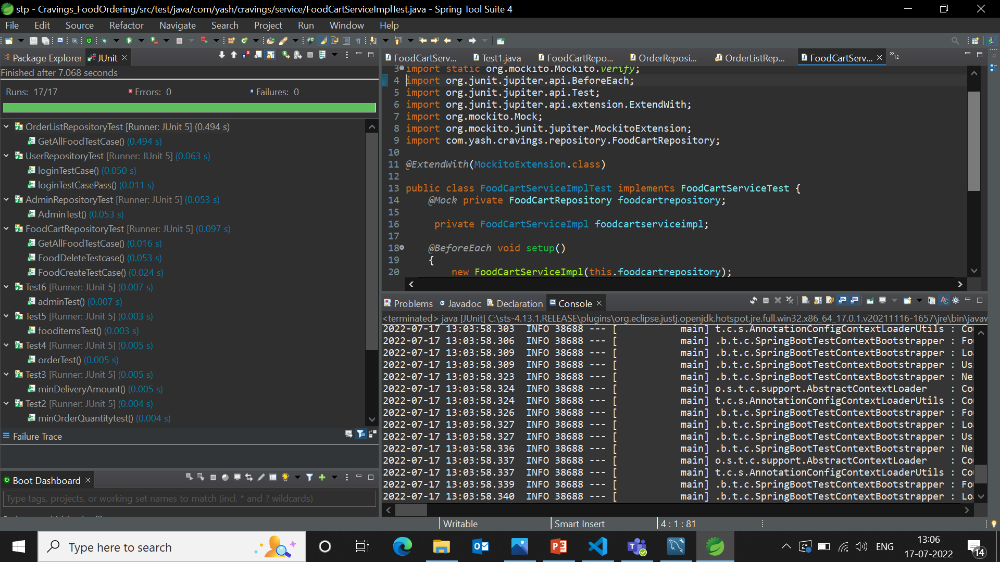 stp - Cravings_FoodOrdering/src/test/java/com/yash/cravings/service/FoodCartServiceImplTest.java - Spring Tool Suite 4
File Edit Source Refactor Navigate Search Project Run Window Help
Package Explorer JUnit
Finished after 7.068 seconds
Runs: 17/17 Errors: 0 Failures: 0
OrderListRepositoryTest [Runner: JUnit 5] (0.494 s)
GetAllFoodTestCase() (0.494 s)
UserRepositoryTest [Runner: JUnit 5] (0.063 s)
loginTestCase() (0.050 s)
loginTestCasePass() (0.011 s)
AdminRepositoryTest [Runner: JUnit 5] (0.053 s)
AdminTest() (0.053 s)
FoodCartRepositoryTest [Runner: JUnit 5] (0.097 s)
GetAllFoodTestCase() (0.016 s)
FoodDeleteTestcase() (0.053 s)
FoodCreateTestCase() (0.024 s)
Test6 [Runner: JUnit 5] (0.007 s)
adminTest() (0.007 s)
Test5 [Runner: JUnit 5] (0.003 s)
fooditemsTest() (0.003 s)
Test4 [Runner: JUnit 5] (0.005 s)
orderTest() (0.005 s)
Test3 [Runner: JUnit 5] (0.005 s)
minDeliveryAmount() (0.005 s)
Test2 [Runner: JUnit 5] (0.004 s)
minOrderQuantitytest() (0.004 s)
Failure Trace
Boot Dashboard
Type tags, projects, or working set names to match (incl. * and ? wildcards)
FoodCartServ... Test1.java FoodCartRepo... OrderReposi... OrderListRep... FoodCartServ... »12
3 import static org.mockito.Mockito.verify;
4 import org.junit.jupiter.api.BeforeEach;
5 import org.junit.jupiter.api.Test;
6 import org.junit.jupiter.api.extension.ExtendWith;
7 import org.mockito.Mock;
8 import org.mockito.junit.jupiter.MockitoExtension;
9 import com.yash.cravings.repository.FoodCartRepository;
10
11 @ExtendWith(MockitoExtension.class)
12
13 public class FoodCartServiceImplTest implements FoodCartServiceTest {
14 @Mock private FoodCartRepository foodcartrepository;
15
16 private FoodCartServiceImpl foodcartserviceimpl;
17
18 @BeforeEach void setup()
19 {
20 new FoodCartServiceImpl(this.foodcartrepository);
Problems Javadoc Declaration Console
<terminated> java [JUnit] C:\sts-4.13.1.RELEASE\plugins\org.eclipse.justj.openjdk.hotspot.jre.full.win32.x86_64_17.0.1.v20211116-1657\jre\bin\javaw
2022-07-17 13:03:58.303 INFO 38688 --- [ main] t.c.s.AnnotationConfigContextLoaderUtils : Co
2022-07-17 13:03:58.306 INFO 38688 --- [ main] .b.t.c.SpringBootTestContextBootstrapper : Fo
2022-07-17 13:03:58.309 INFO 38688 --- [ main] .b.t.c.SpringBootTestContextBootstrapper : Lo
2022-07-17 13:03:58.309 INFO 38688 --- [ main] .b.t.c.SpringBootTestContextBootstrapper : Us
2022-07-17 13:03:58.323 INFO 38688 --- [ main] .b.t.c.SpringBootTestContextBootstrapper : Ne
2022-07-17 13:03:58.324 INFO 38688 --- [ main] o.s.t.c.support.AbstractContextLoader : Co
2022-07-17 13:03:58.324 INFO 38688 --- [ main] t.c.s.AnnotationConfigContextLoaderUtils : Co
2022-07-17 13:03:58.326 INFO 38688 --- [ main] .b.t.c.SpringBootTestContextBootstrapper : Fo
2022-07-17 13:03:58.327 INFO 38688 --- [ main] .b.t.c.SpringBootTestContextBootstrapper : Lo
2022-07-17 13:03:58.327 INFO 38688 --- [ main] .b.t.c.SpringBootTestContextBootstrapper : Us
2022-07-17 13:03:58.336 INFO 38688 --- [ main] .b.t.c.SpringBootTestContextBootstrapper : Ne
2022-07-17 13:03:58.337 INFO 38688 --- [ main] o.s.t.c.support.AbstractContextLoader : Co
2022-07-17 13:03:58.337 INFO 38688 --- [ main] t.c.s.AnnotationConfigContextLoaderUtils : Co
2022-07-17 13:03:58.339 INFO 38688 --- [ main] .b.t.c.SpringBootTestContextBootstrapper : Fo
2022-07-17 13:03:58.340 INFO 38688 --- [ main] .b.t.c.SpringBootTestContextBootstrapper : Lo
Writable Smart Insert 4 : 1 : 81
Type here to search
ENG
13:06
17-07-2022
14